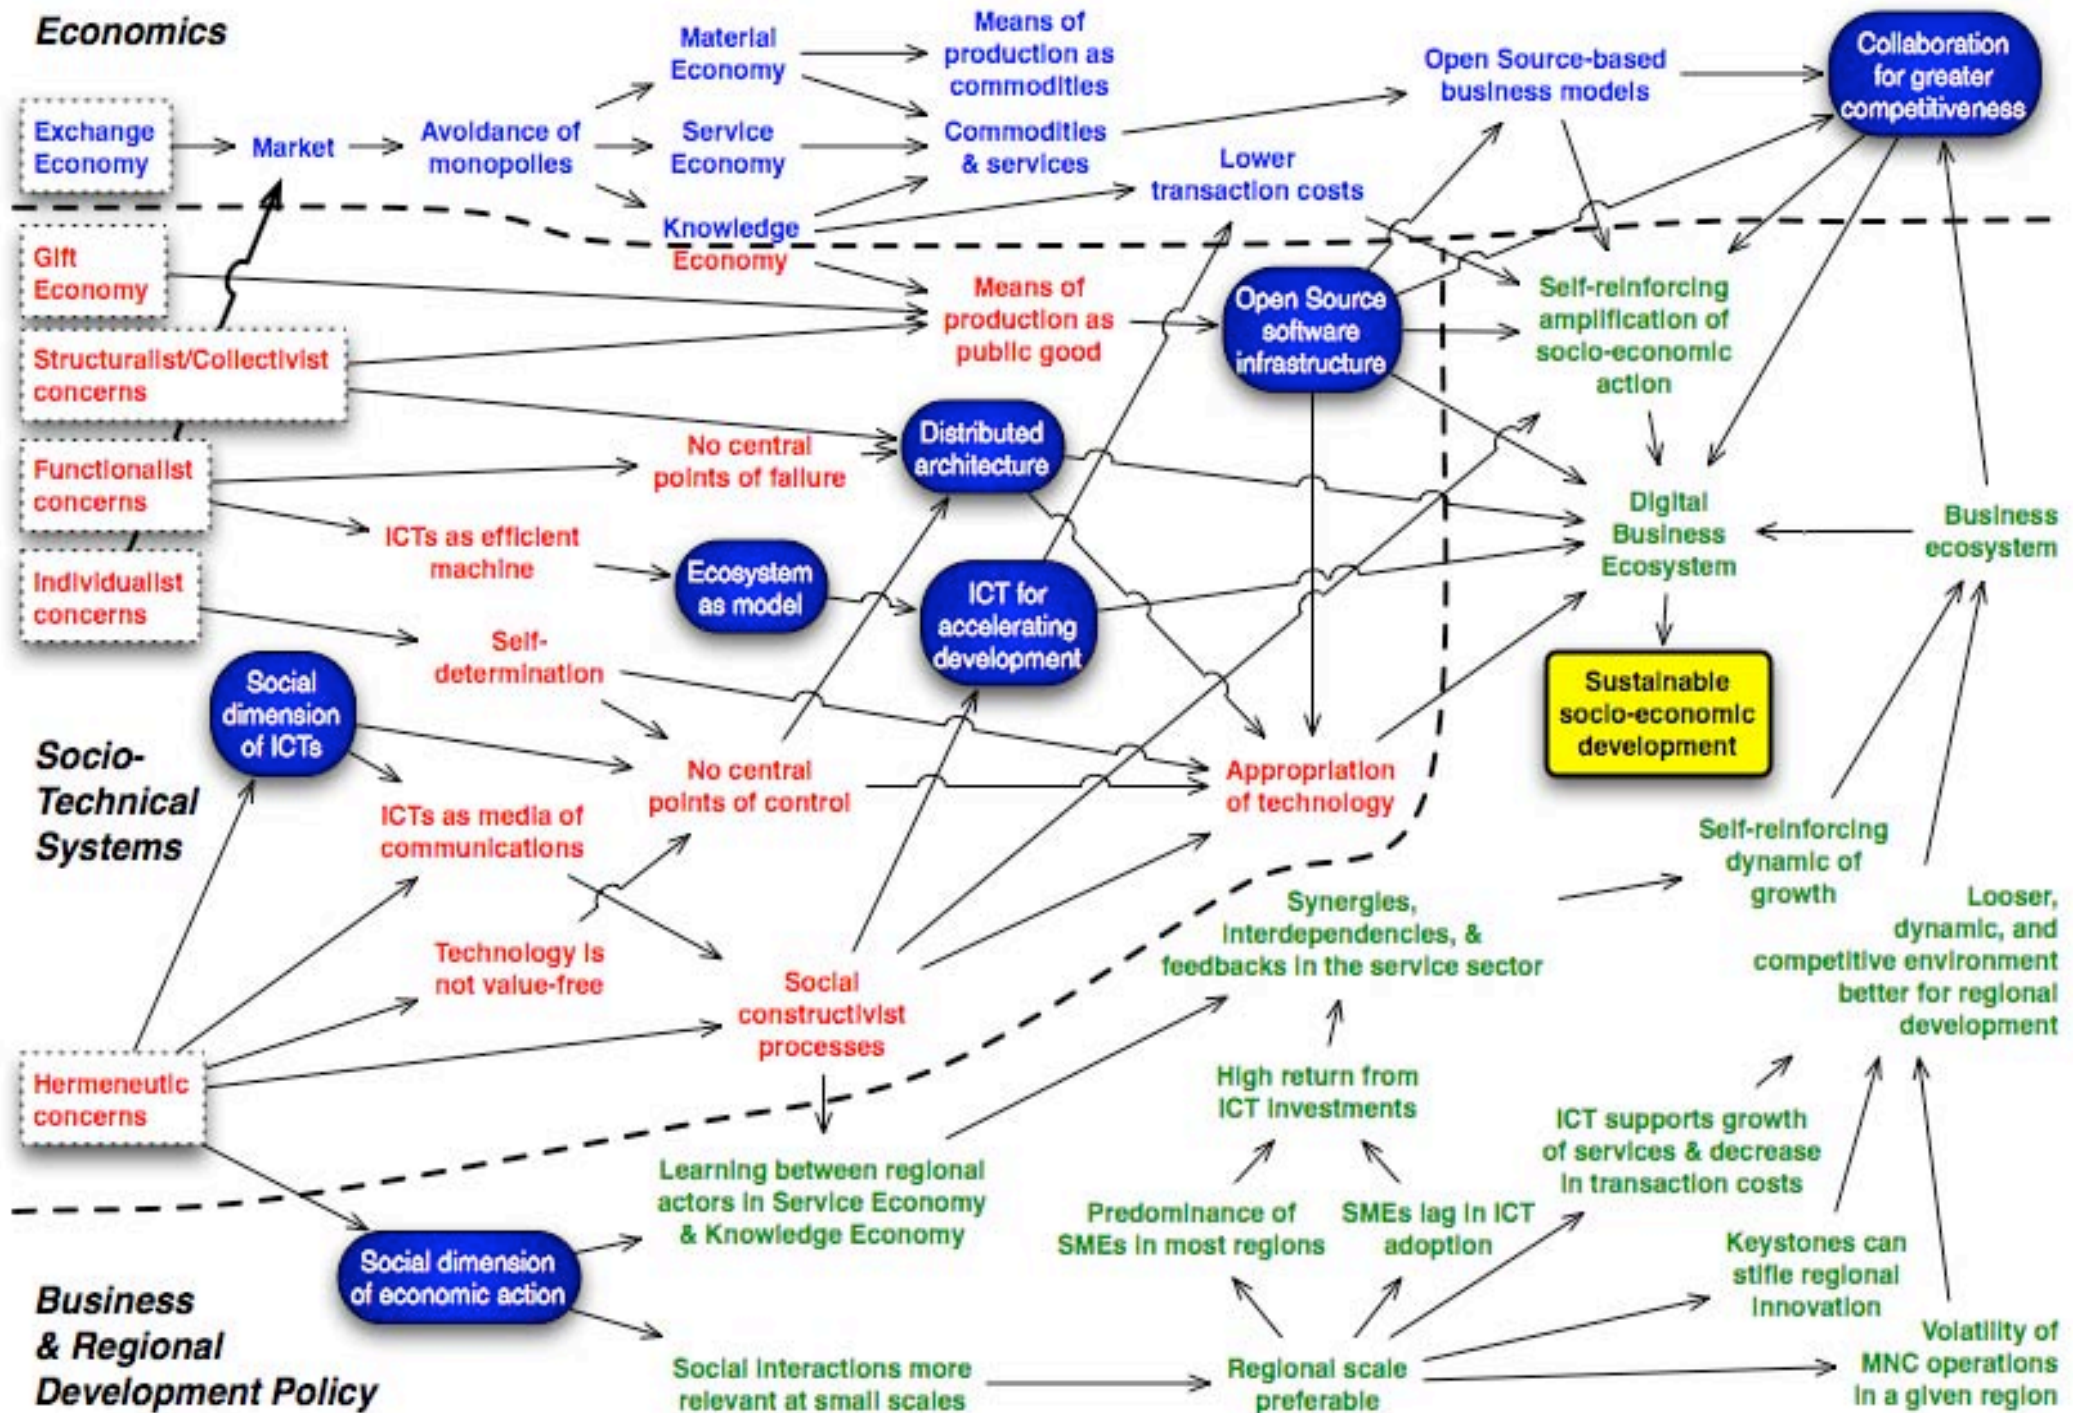 Economics
Exchange
Economy
Market
Avoidance of
monopolles
Material
Economy
Service
Economy
Knowledge
Economy
Means of
production as
commodities
Commodities
& services
Lower
transaction costs
Open Source-based
business models
Collaboration
for greater
competitiveness
Gift
Economy
Structuralist/Collectivist
concerns
Functionalist
concerns
Individualist
concerns
Means of
production as
public good
Open Source
software
infrastructure
Self-reinforcing
amplification of
socio-economic
action
No central
points of failure
Distributed
architecture
ICTs as efficient
machine
Ecosystem
as model
ICT for
accelerating
development
Digital
Business
Ecosystem
Business
ecosystem
Self-
determination
Social
dimension
of ICTs
Sustainable
socio-economic
development
Socio-
Technical
Systems
No central
points of control
Appropriation
of technology
ICTs as media of
communications
Technology is
not value-free
Social
constructivist
processes
Hermeneutic
concerns
Synergies,
interdependencies, &
feedbacks in the service sector
Self-reinforcing
dynamic of
growth
Looser,
dynamic, and
competitive environment
better for regional
development
High return from
ICT investments
ICT supports growth
of services & decrease
in transaction costs
Learning between regional
actors in Service Economy
& Knowledge Economy
Predominance of
SMEs in most regions
SMEs lag in ICT
adoption
Keystones can
stifle regional
innovation
Social dimension
of economic action
Business
& Regional
Development Policy
Social interactions more
relevant at small scales
Regional scale
preferable
Volatility of
MNC operations
in a given region